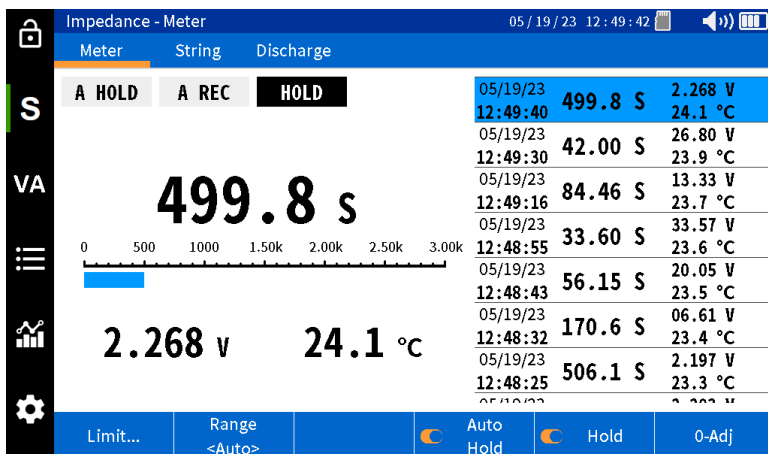 Impedance - Meter
05/19/23 12:49:42
Meter String Discharge
S
VA
A HOLD A REC HOLD
499.8 S
0 500 1000 1.50k 2.00k 2.50k 3.00k
2.268 V 24.1 °C
05/19/23 2.268 V
499.8 S
12:49:40 24.1 °C
05/19/23 26.80 V
42.00 S
12:49:30 23.9 °C
05/19/23 13.33 V
84.46 S
12:49:16 23.7 °C
05/19/23 33.57 V
33.60 S
12:48:55 23.6 °C
05/19/23 20.05 V
56.15 S
12:48:43 23.5 °C
05/19/23 06.61 V
170.6 S
12:48:32 23.4 °C
05/19/23 2.197 V
506.1 S
12:48:25 23.3 °C
Limit...
Range
<Auto>
Auto
Hold
Hold
0-Adj